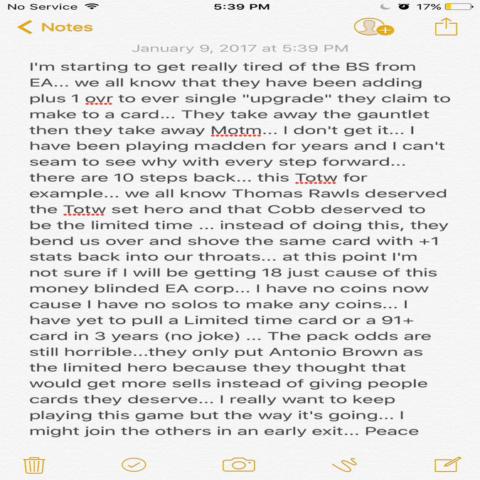 No Service 5:39 PM 17%
Notes
January 9, 2017 at 5:39 PM
I'm starting to get really tired of the BS from
EA... we all know that they have been adding
plus 1 ovr to ever single "upgrade" they claim to
make to a card... They take away the gauntlet
then they take away Motm... I don't get it... I
have been playing madden for years and I can't
seam to see why with every step forward...
there are 10 steps back... this Totw for
example... we all know Thomas Rawls deserved
the Totw set hero and that Cobb deserved to
be the limited time ... instead of doing this, they
bend us over and shove the same card with +1
stats back into our throats... at this point I'm
not sure if I will be getting 18 just cause of this
money blinded EA corp... I have no coins now
cause I have no solos to make any coins... I
have yet to pull a Limited time card or a 91+
card in 3 years (no joke) ... The pack odds are
still horrible...they only put Antonio Brown as
the limited hero because they thought that
would get more sells instead of giving people
cards they deserve... I really want to keep
playing this game but the way it's going... I
might join the others in an early exit... Peace